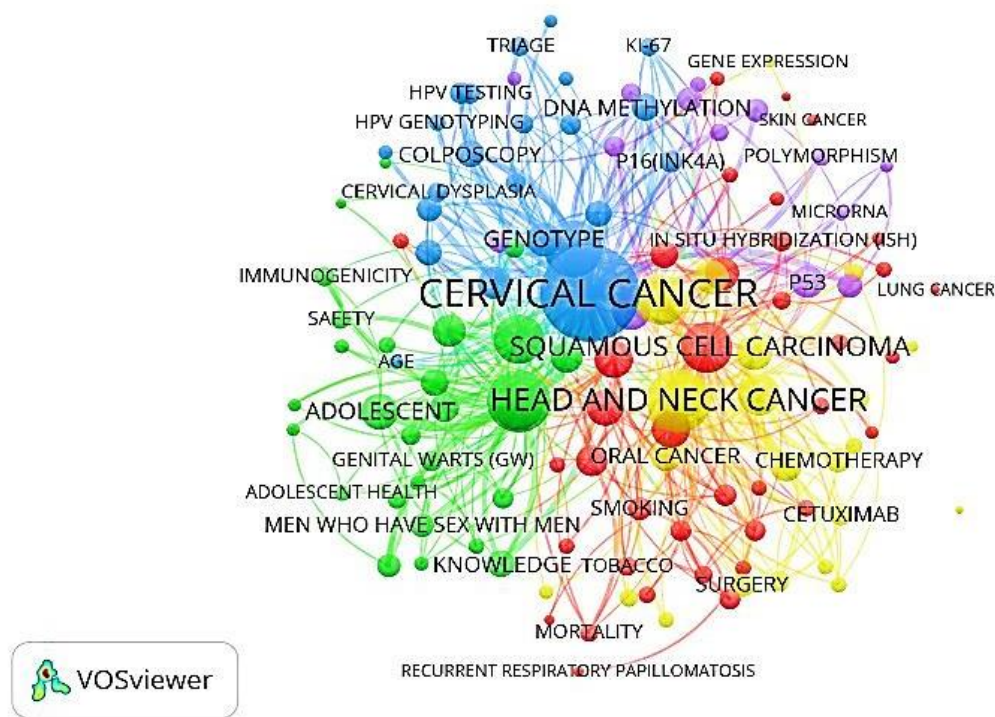 TRIAGE
KI-67
GENE EXPRESSION
HPV TESTING
DNA METHYLATION
HPV GENOTYPING
SKIN CANCER
COLPOSCOPY
P16(INK4A)
POLYMORPHISM
CERVICAL DYSPLASIA
MICRORNA
GENOTYPE
IN SITU HYBRIDIZATION (ISH)
IMMUNOGENICITY
P53
LUNG CANCER
CERVICAL CANCER
SAFETY
SQUAMOUS CELL CARCINOMA
AGE
HEAD AND NECK CANCER
ADOLESCENT
GENITAL WARTS (GW)
ORAL CANCER
CHEMOTHERAPY
ADOLESCENT HEALTH
SMOKING
CETUXIMAB
MEN WHO HAVE SEX WITH MEN
KNOWLEDGE
TOBACCO
SURGERY
MORTALITY
RECURRENT RESPIRATORY PAPILLOMATOSIS
VOSviewer